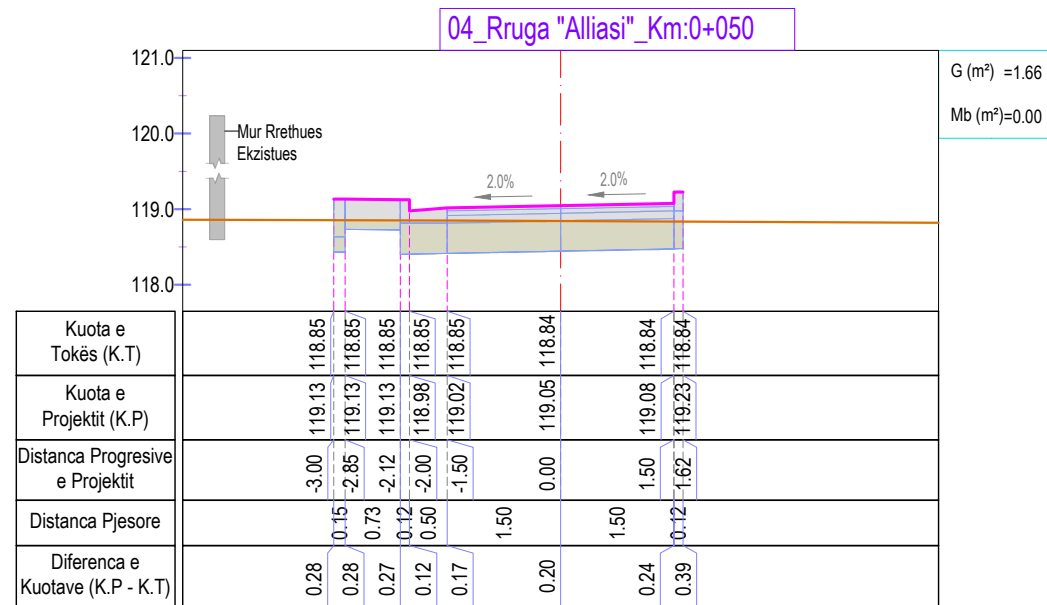 04_Rruga "Alliasi"_Km:0+050
121.0
120.0
119.0
118.0
G (m²) =1.66
Mb (m²)=0.00
Mur Rrethues
Ekzistues
2.0%
2.0%
Kuota e
Tokës (K.T)
118.85 118.85 118.85 118.85 118.85 118.84 118.84 118.84
Kuota e
Projektit (K.P)
119.13 119.13 119.13 118.98 119.02 119.05 119.08 119.23
Distanca Progresive
e Projektit
-3.00 -2.85 -2.12 -2.00 -1.50 0.00 1.50 1.62
Distanca Pjesore
0.15 0.73 0.12 0.50 1.50 1.50 0.12
Diferenca e
Kuotave (K.P - K.T)
0.28 0.28 0.27 0.12 0.17 0.20 0.24 0.39